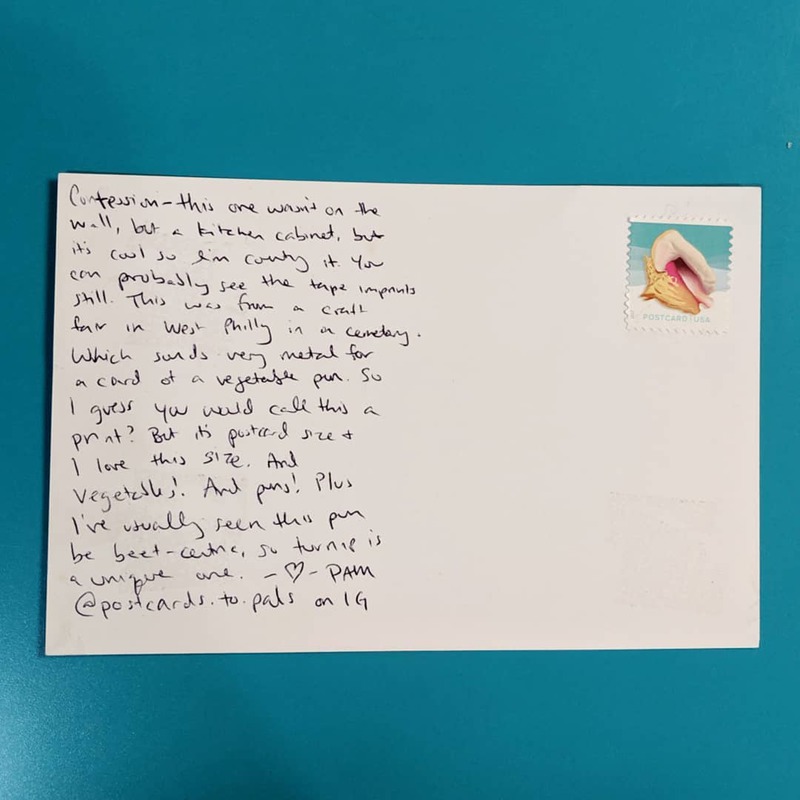 Confession - this one wasn't on the
wall, but a kitchen cabinet, but
it's cool so I'm county it. You
can probably see the tape imprints
still. This was from a craft
fair in West Philly in a cemetary.
Which sounds very metal for
a card of a vegetable pun. So
I guess you would call this a
print? But it's postcard size +
I love this size. And
Vegetables! And puns! Plus
I've usually seen this pun
be beet-centric, so turnip is
a unique one. -♡- PAM
@postcards.to.pals on IG
POSTCARD | USA